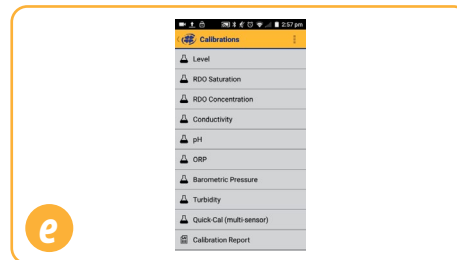 2:57 pm
Calibrations
Level
RDO Saturation
RDO Concentration
Conductivity
pH
ORP
Barometric Pressure
Turbidity
Quick-Cal (multi-sensor)
Calibration Report
e